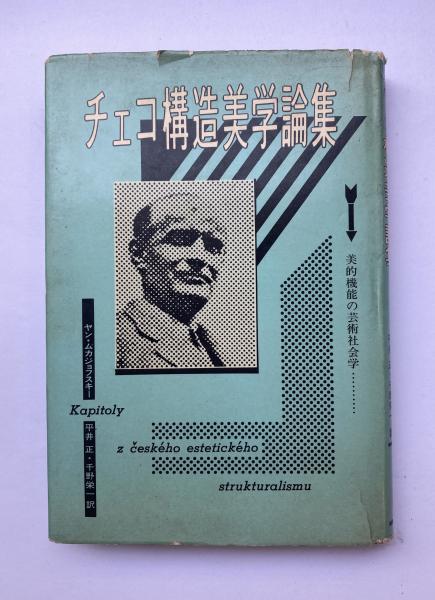 チェコ構造美学論集
美的機能の芸術社会学…………
ヤン・ムカジョフスキー
平井 正・千野栄一訳
Kapitoly
z českého estetického
strukturalismu